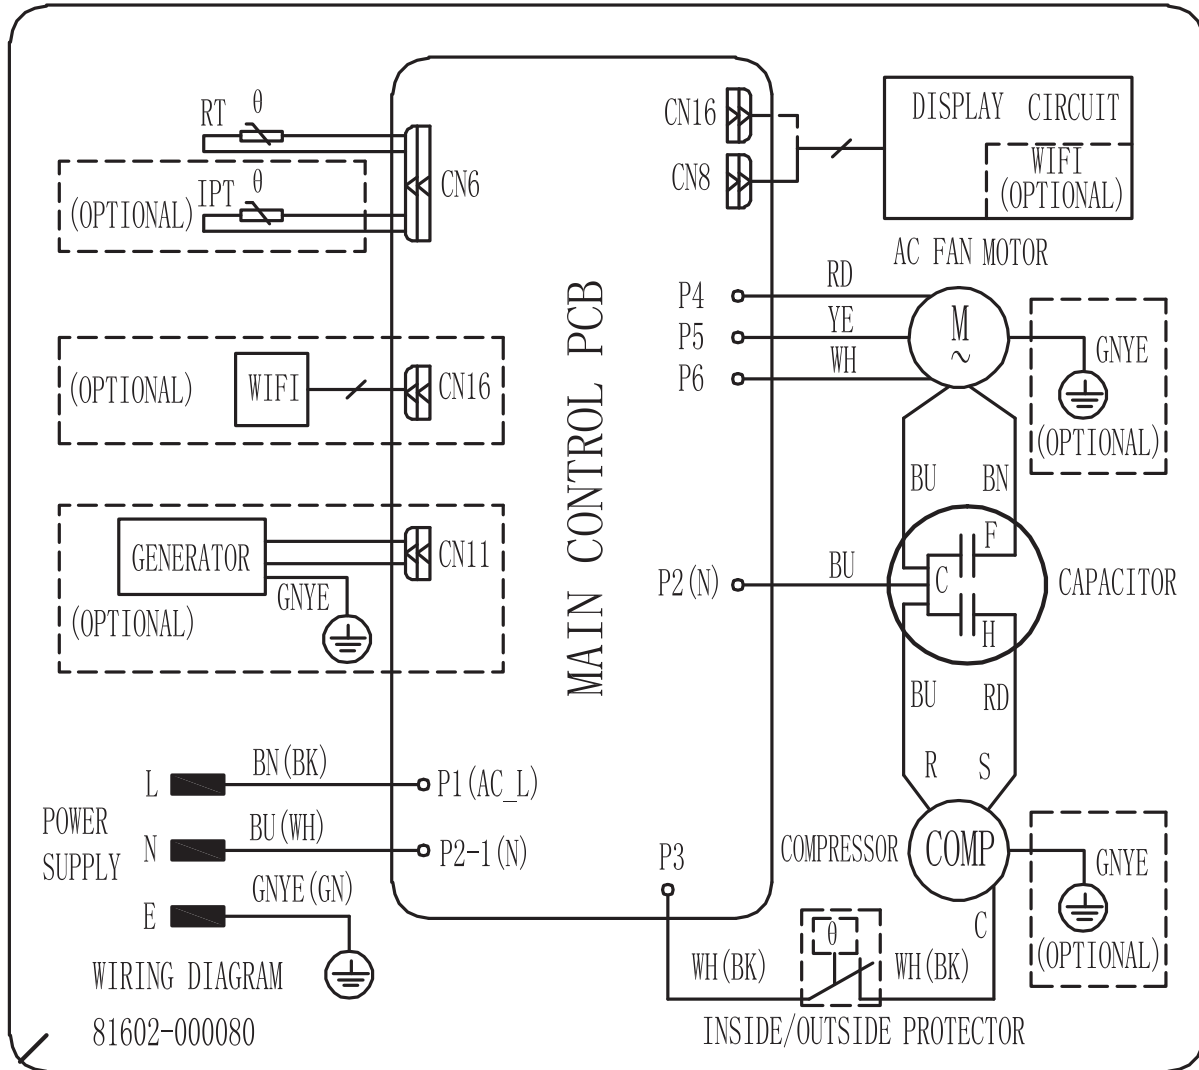 RT θ
(OPTIONAL) IPT θ
CN6
(OPTIONAL) WIFI CN16
GENERATOR CN11
GNYE
(OPTIONAL)
MAIN CONTROL PCB
CN16
CN8
DISPLAY CIRCUIT
WIFI
(OPTIONAL)
AC FAN MOTOR
P4 RD
P5 YE
P6 WH
M
~
GNYE
(OPTIONAL)
BU BN
P2(N) BU
F
C
H
CAPACITOR
BU RD
R S
COMPRESSOR COMP
GNYE
(OPTIONAL)
C
P3
WH(BK) θ WH(BK)
INSIDE/OUTSIDE PROTECTOR
POWER
SUPPLY
L BN(BK) P1(AC_L)
N BU(WH) P2-1(N)
E GNYE(GN)
WIRING DIAGRAM
81602-000080